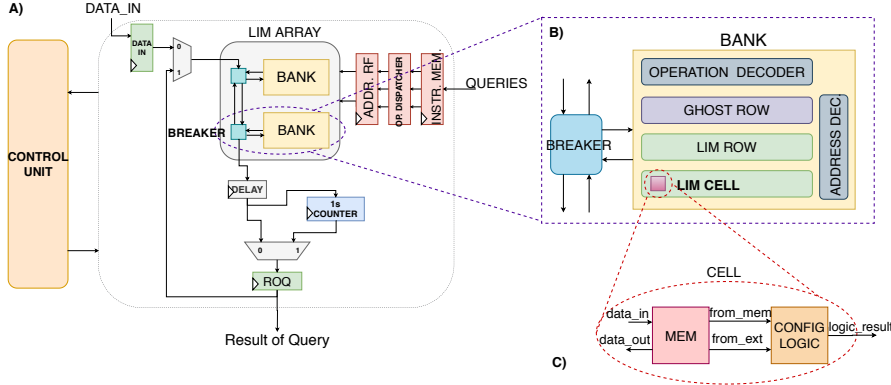 A)
DATA_IN
DATA
IN
0
1
LIM ARRAY
BANK
BREAKER
BANK
ADDR. RF
OP. DISPATCHER
INSTR. MEM
QUERIES
CONTROL
UNIT
DELAY
1s
COUNTER
0
1
ROQ
Result of Query
B)
BANK
OPERATION DECODER
GHOST ROW
LIM ROW
LIM CELL
ADDRESS DEC.
BREAKER
CELL
data_in
data_out
MEM
from_mem
from_ext
CONFIG
LOGIC
logic_result
C)